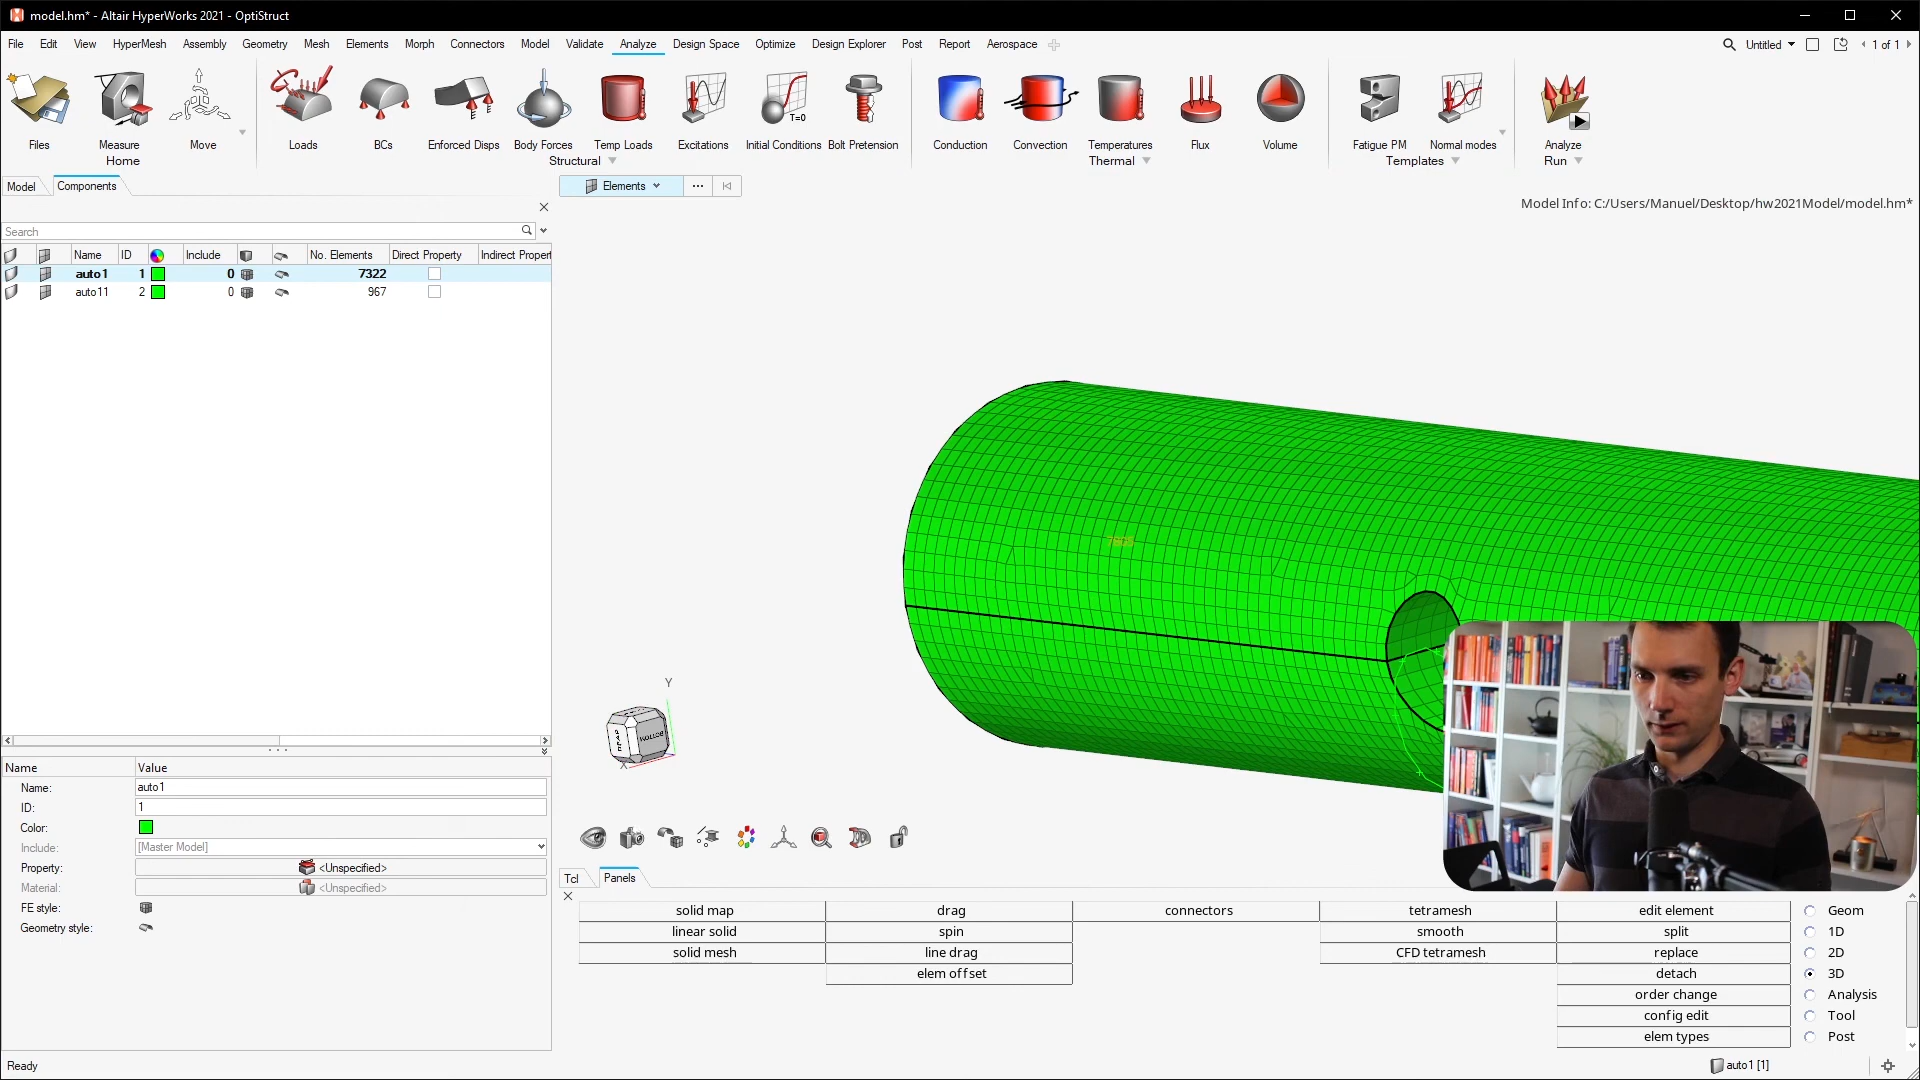 model.hm* - Altair HyperWorks 2021 - OptiStruct
File Edit View HyperMesh Assembly Geometry Mesh Elements Morph Connectors Model Validate Analyze Design Space Optimize Design Explorer Post Report Aerospace Untitled 1 of 1
T=0
Files Measure Move Loads BCs Enforced Disps Body Forces Temp Loads Excitations Initial Conditions Bolt Pretension Conduction Convection Temperatures Flux Volume Fatigue PM Normal modes Analyze
Home Structural Thermal Templates Run
Model Components
Elements
Model Info: C:/Users/Manuel/Desktop/hw2021Model/model.hm*
Search
Name ID Include No. Elements Direct Property Indirect Propert
auto1 1 0 7322
auto11 2 0 967
Y
X
Name Value
Name: auto1
ID: 1
Color:
Include: [Master Model]
Property: <Unspecified>
Material: <Unspecified>
FE style:
Geometry style:
Tcl Panels
solid map drag connectors tetramesh edit element Geom
linear solid spin smooth split 1D
solid mesh line drag CFD tetramesh replace 2D
elem offset detach 3D
order change Analysis
config edit Tool
elem types Post
Ready auto1 [1]